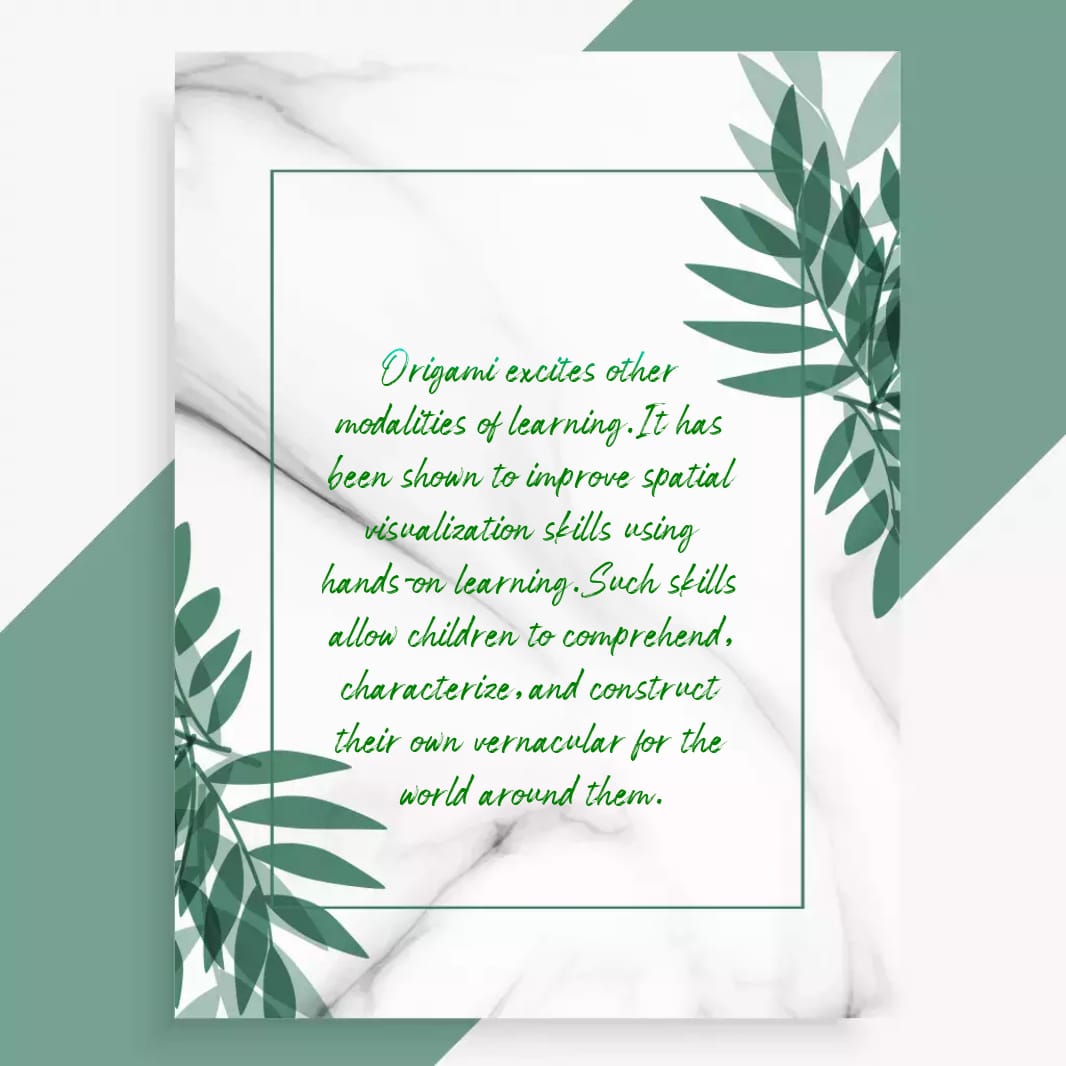 Origami excites other
modalities of learning.It has
been shown to improve spatial
visualization skills using
hands-on learning.Such skills
allow children to comprehend,
characterize,and construct
their own vernacular for the
world around them.